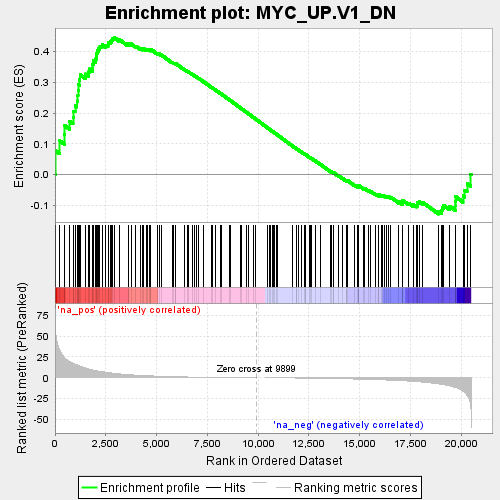 Enrichment plot: MYC_UP.V1_DN
Enrichment score (ES)
0.4
0.3
0.2
0.1
0.0
-0.1
'na_pos' (positively correlated)
Ranked list metric (PreRanked)
75
50
25
0
-25
-50
Zero cross at 9899
'na_neg' (negatively correlated)
0
2,500
5,000
7,500
10,000
12,500
15,000
17,500
20,000
Rank in Ordered Dataset
Enrichment profile
Hits
Ranking metric scores